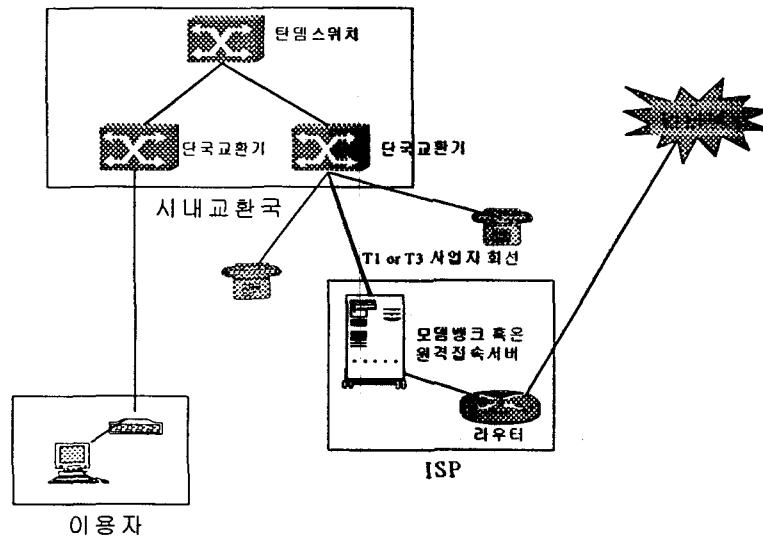 탄뎀스위치
단국교환기
단국교환기
시내교환국
T1 or T3 사업자 회선
모뎀뱅크 혹은
원격접속서버
라우터
ISP
이용자